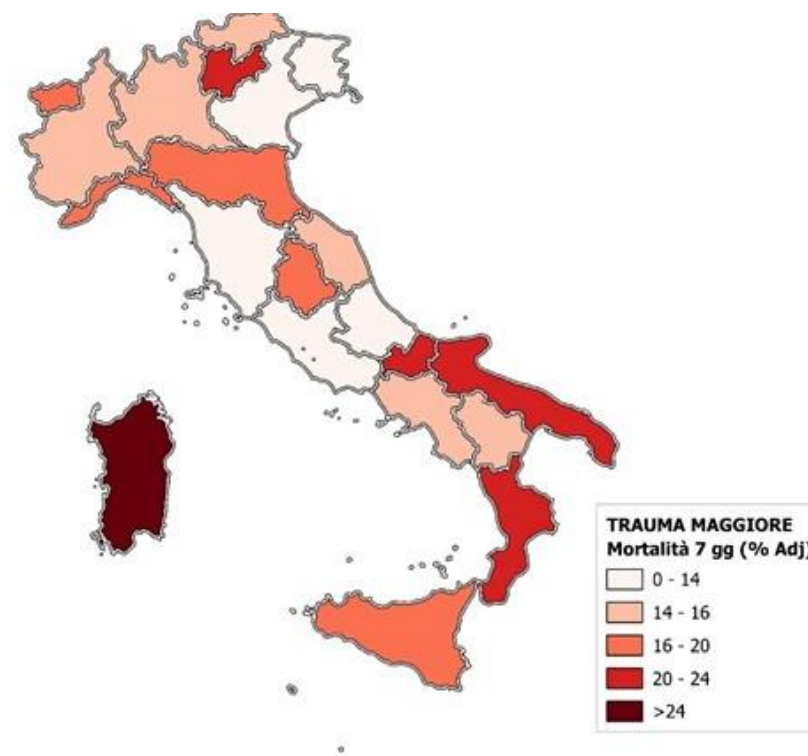 TRAUMA MAGGIORE
Mortalità 7 gg (% Adj)
0 - 14
14 - 16
16 - 20
20 - 24
>24